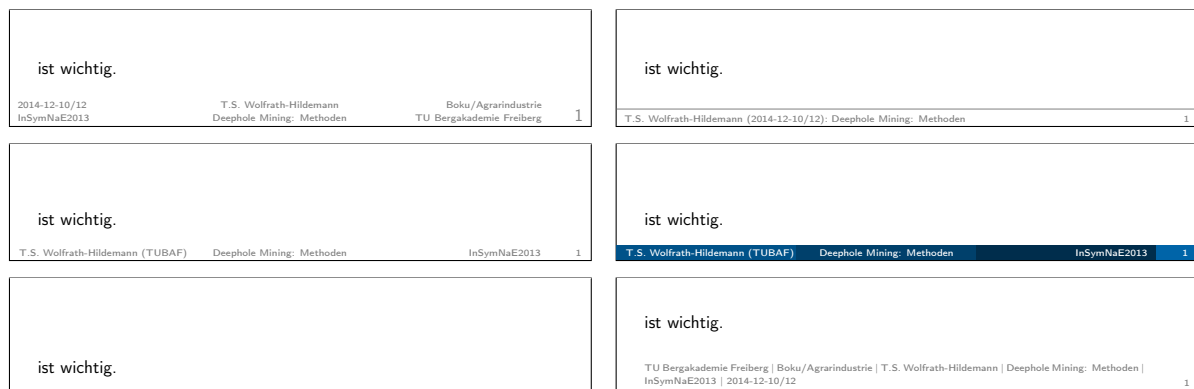 ist wichtig.
2014-12-10/12 T.S. Wolfrath-Hildemann Boku/Agrarindustrie
InSymNaE2013 Deephole Mining: Methoden TU Bergakademie Freiberg 1
ist wichtig.
T.S. Wolfrath-Hildemann (2014-12-10/12): Deephole Mining: Methoden 1
ist wichtig.
T.S. Wolfrath-Hildemann (TUBAF) Deephole Mining: Methoden InSymNaE2013 1
ist wichtig.
T.S. Wolfrath-Hildemann (TUBAF) Deephole Mining: Methoden InSymNaE2013 1
ist wichtig.
ist wichtig.
TU Bergakademie Freiberg | Boku/Agrarindustrie | T.S. Wolfrath-Hildemann | Deephole Mining: Methoden |
InSymNaE2013 | 2014-12-10/12 1